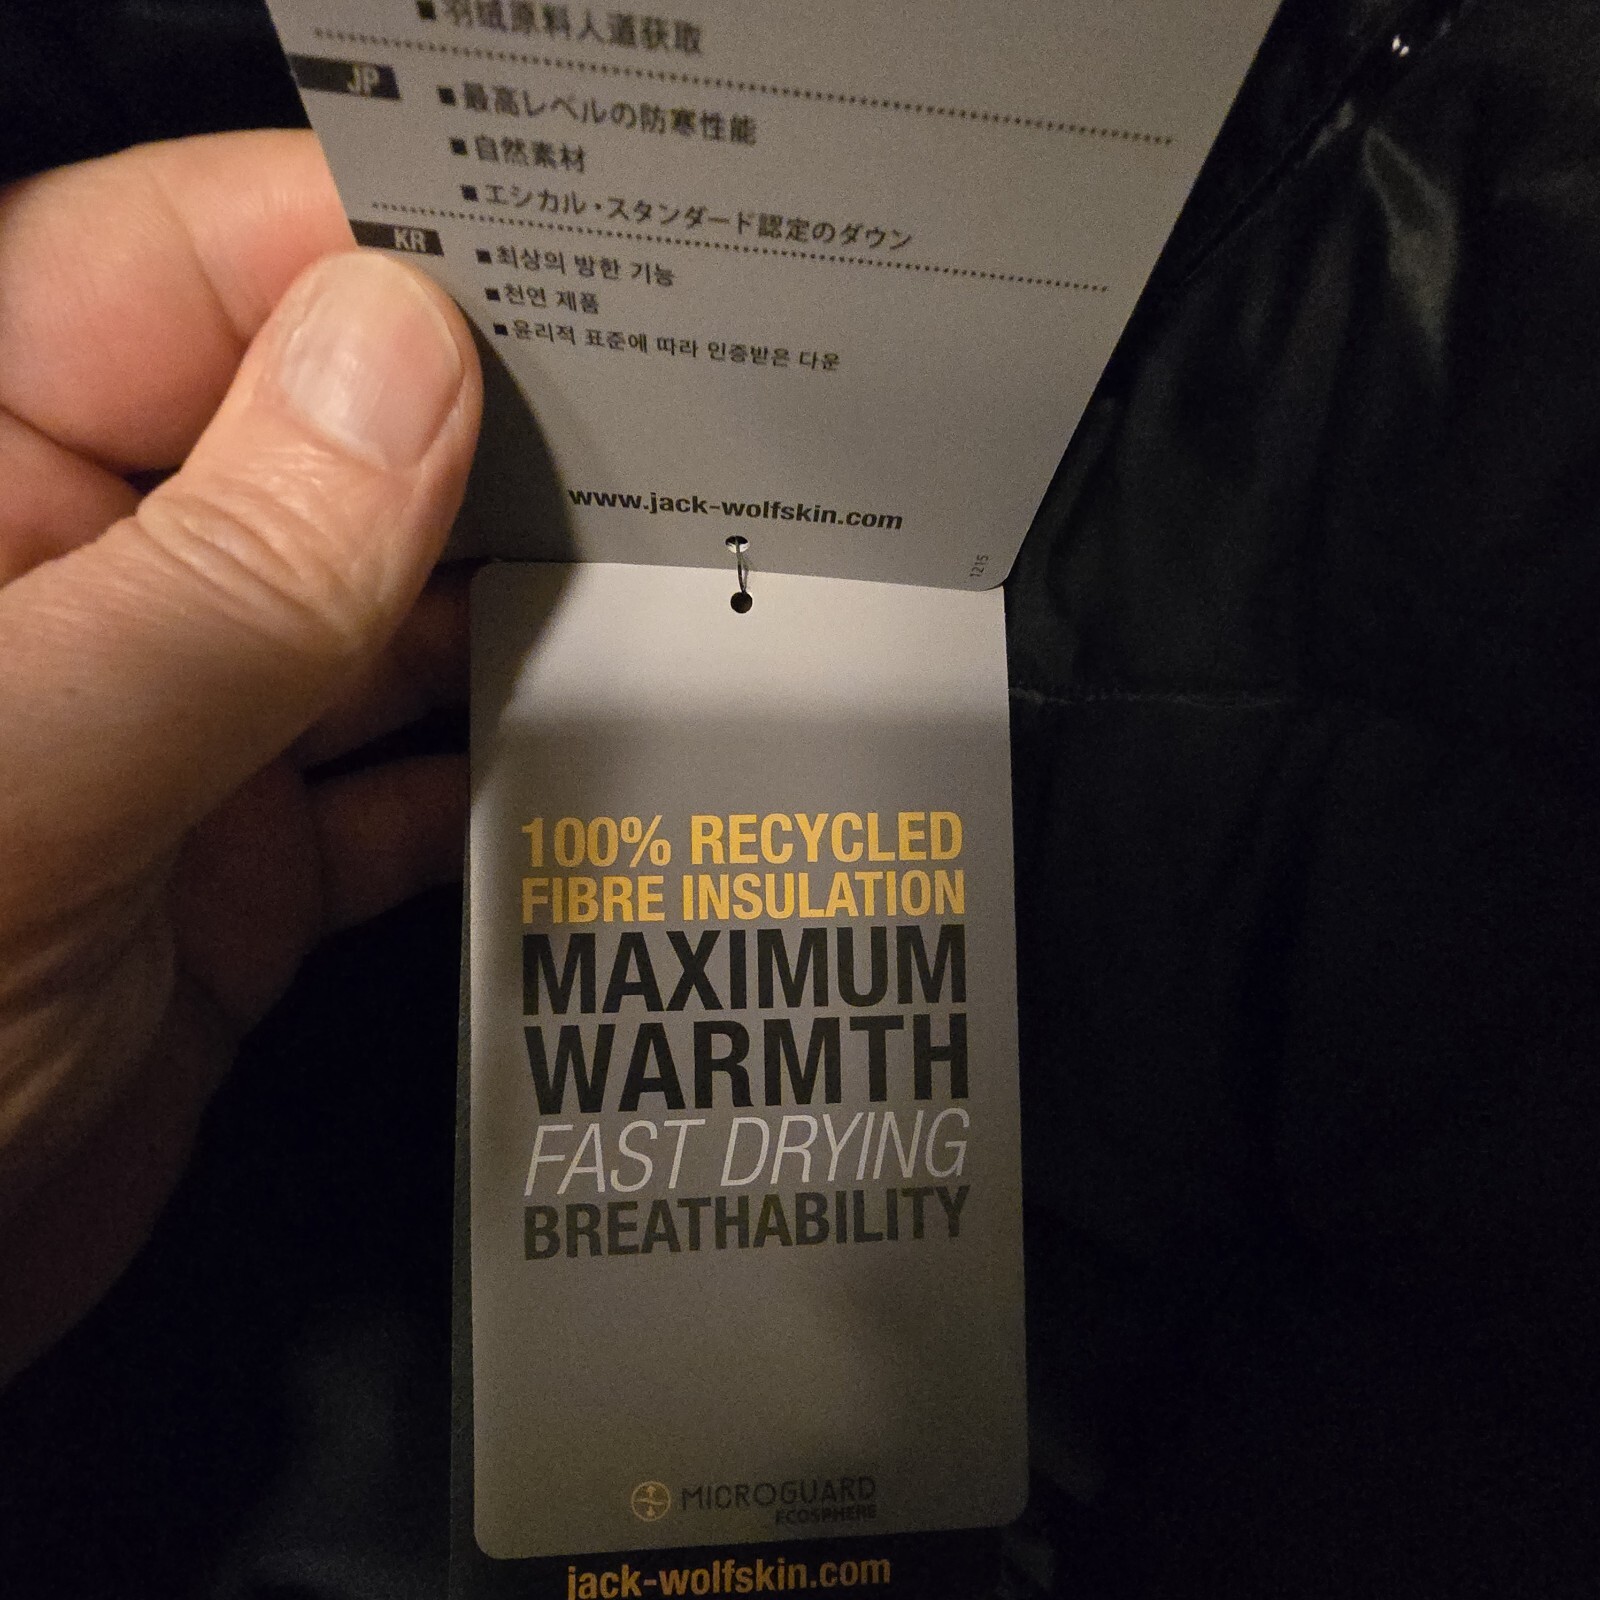 ■羽绒原料人道获取
JP
■最高レベルの防寒性能
■自然素材
■エシカル・スタンダード認定のダウン
KR
■최상의 방한 기능
■천연 제품
■윤리적 표준에 따라 인증받은 다운
www.jack-wolfskin.com
1215
100% RECYCLED
FIBRE INSULATION
MAXIMUM
WARMTH
FAST DRYING
BREATHABILITY
MICROGUARD
ECOSPHERE
jack-wolfskin.com